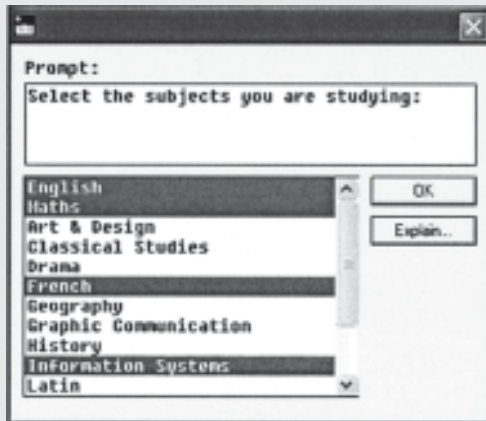 Prompt:
Select the subjects you are studying:
English
Maths
Art & Design
Classical Studies
Drama
French
Geography
Graphic Communication
History
Information Systems
Latin
OK
Explain...